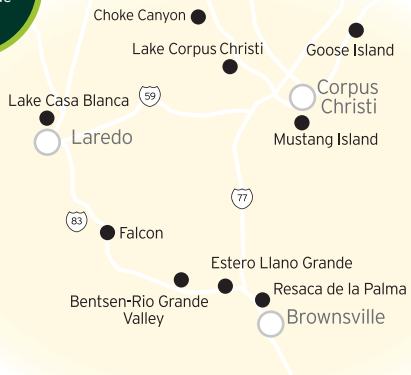 Choke Canyon
Lake Corpus Christi
Goose Island
Lake Casa Blanca
59
Corpus
Christi
Laredo
Mustang Island
77
83
Falcon
Estero Llano Grande
Bentsen-Rio Grande
Valley
Resaca de la Palma
Brownsville